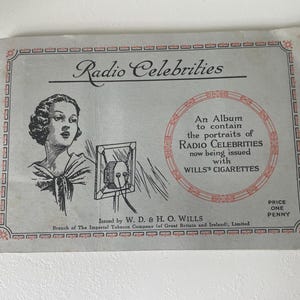 Radio Celebrities
An Album
to contain
the portraits of
RADIO CELEBRITIES
now being issued
with
WILLS'S CIGARETTES
PRICE
ONE
PENNY
Issued by W. D. & H. O. WILLS
Branch of The Imperial Tobacco Company (of Great Britain and Ireland), Limited